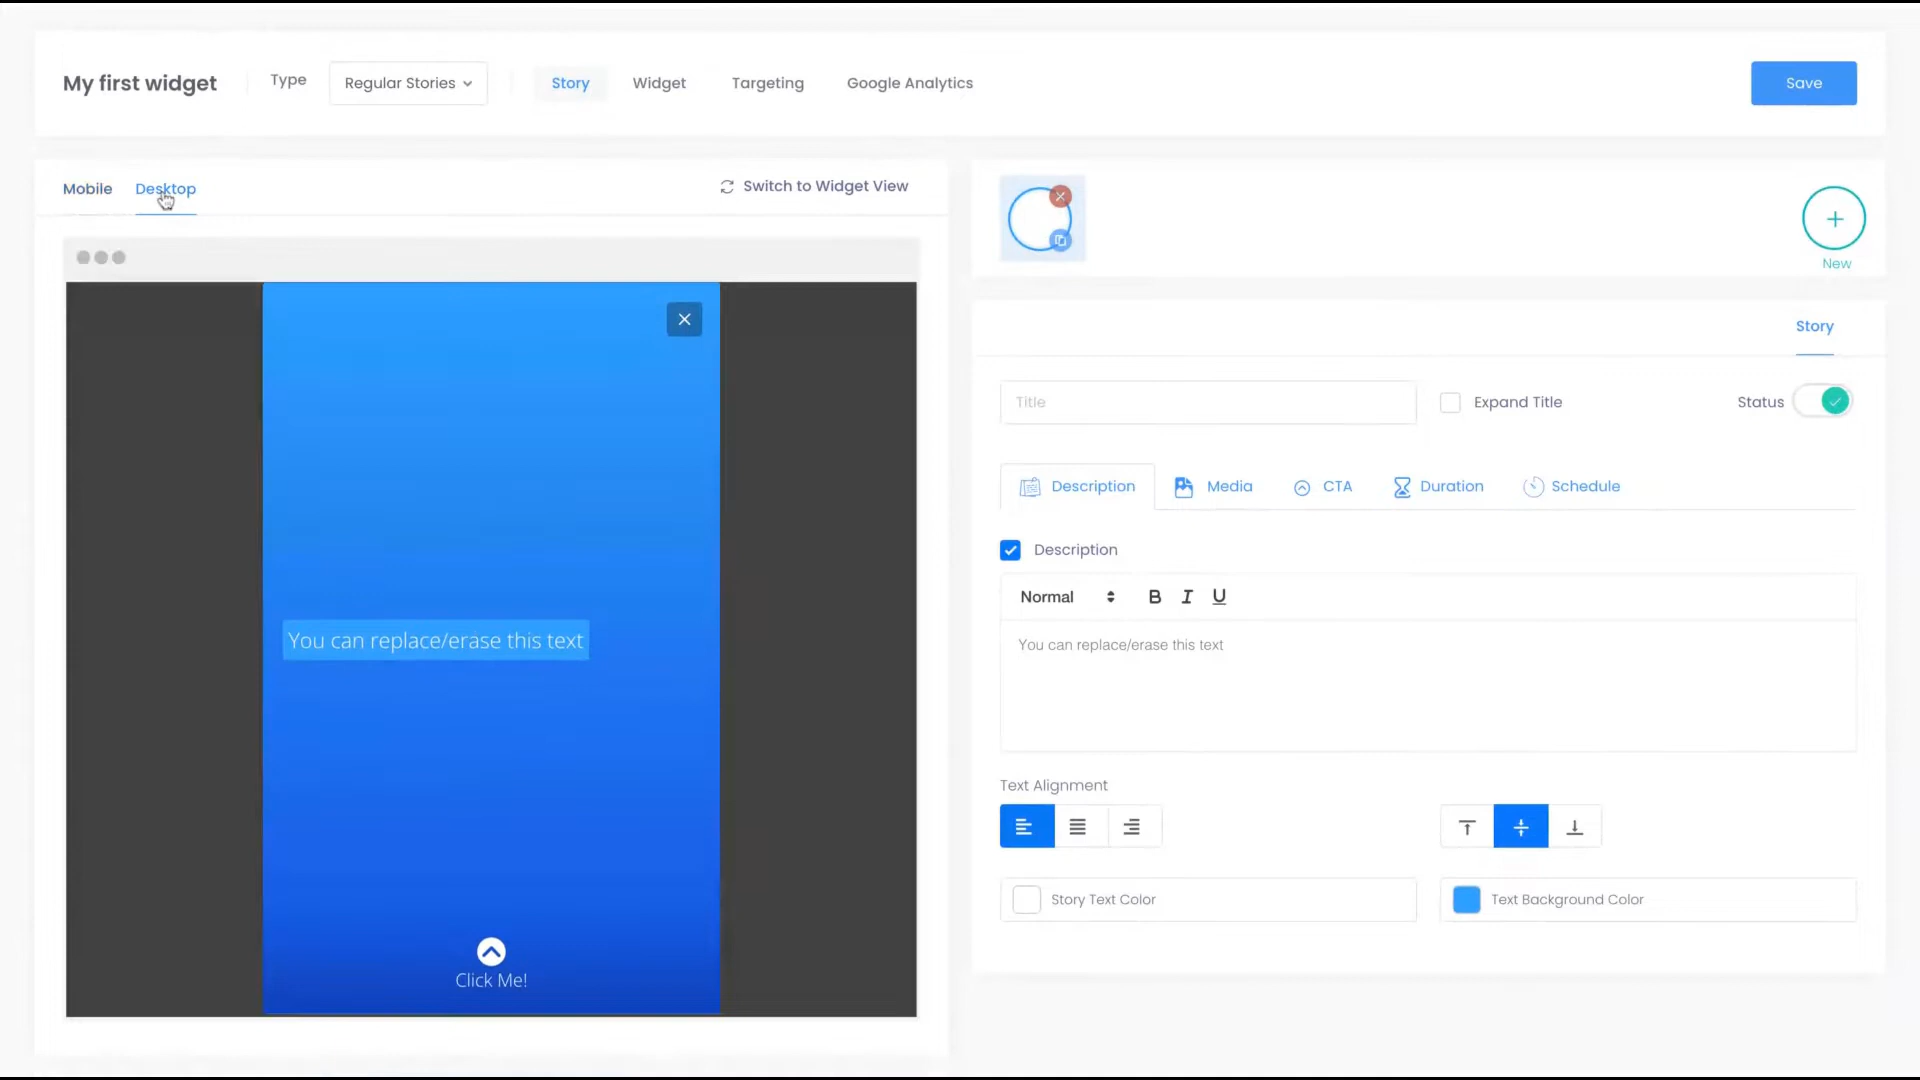 My first widget
Type
Regular Stories
Story
Widget
Targeting
Google Analytics
Save
Mobile
Desktop
Switch to Widget View
New
You can replace/erase this text
Click Me!
Story
Title
Expand Title
Status
Description
Media
CTA
Duration
Schedule
Description
Normal
B I U
You can replace/erase this text
Text Alignment
Story Text Color
Text Background Color